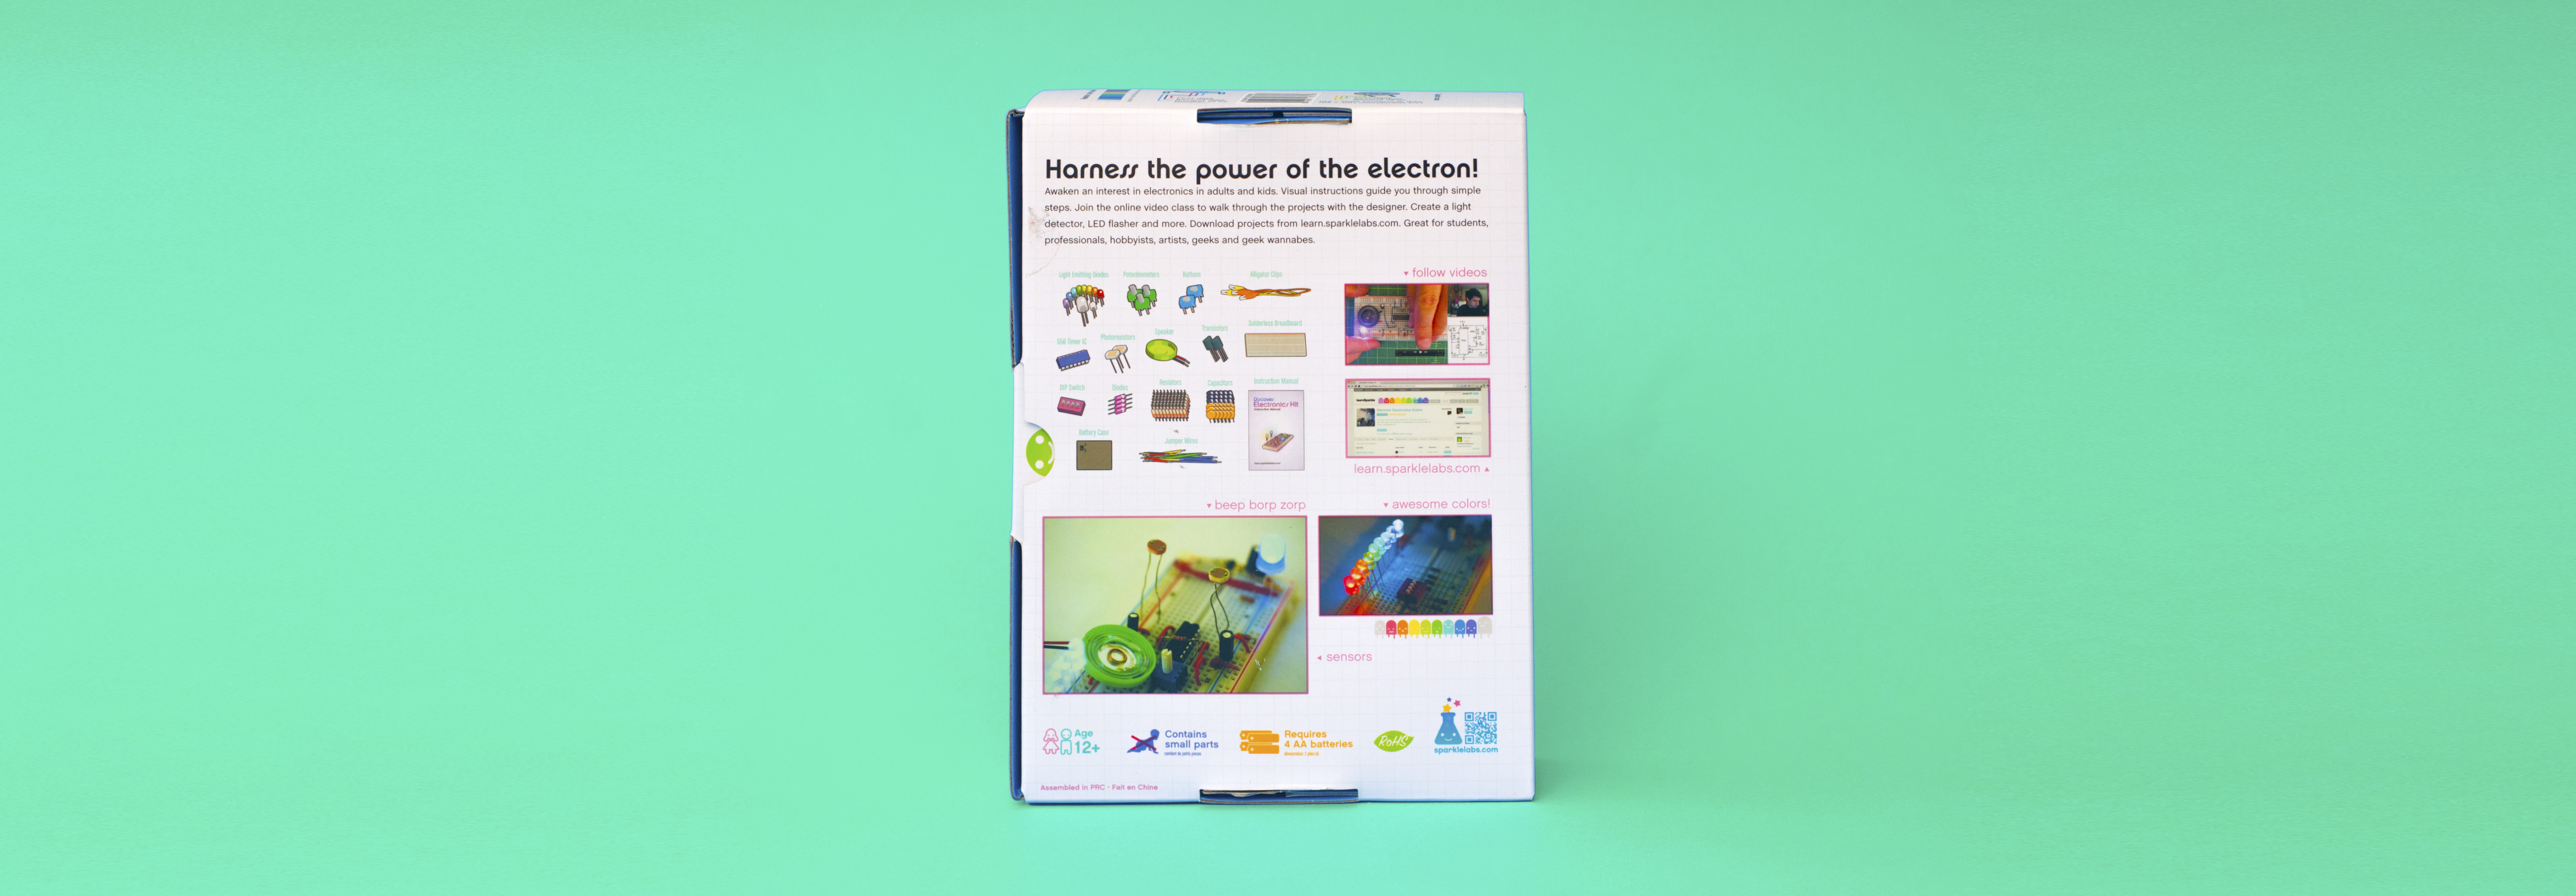 Harness the power of the electron!
Awaken an interest in electronics in adults and kids. Visual instructions guide you through simple
steps. Join the online video class to walk through the projects with the designer. Create a light
detector, LED flasher and more. Download projects from learn.sparklelabs.com. Great for students,
professionals, hobbyists, artists, geeks and geek wannabes.
Light Emitting Diodes
Potentiometers
Buttons
Alligator Clips
▾ follow videos
556 Timer IC
Photoresistors
Speaker
Transistors
Solderless Breadboard
DIP Switch
Diodes
Resistors
Capacitors
Instruction Manual
Discover
Electronics Kit
Battery Case
Jumper Wires
learn.sparklelabs.com ▴
▾ beep borp zorp
▾ awesome colors!
◂ sensors
Age
12+
Contains
small parts
Requires
4 AA batteries
RoHS
sparklelabs.com
Assembled in PRC - Fait en Chine